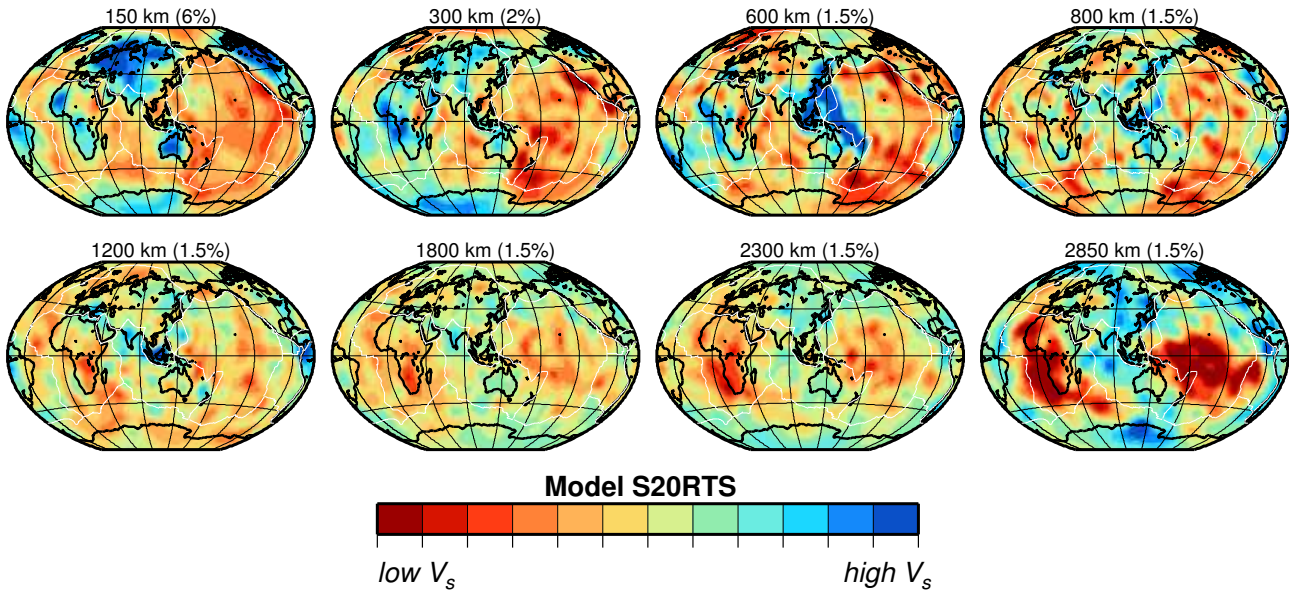 150 km (6%)
300 km (2%)
600 km (1.5%)
800 km (1.5%)
1200 km (1.5%)
1800 km (1.5%)
2300 km (1.5%)
2850 km (1.5%)
Model S20RTS
low Vs
high Vs